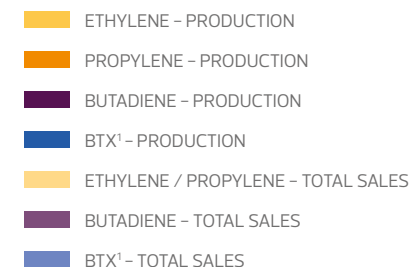 ETHYLENE – PRODUCTION
PROPYLENE – PRODUCTION
BUTADIENE – PRODUCTION
BTX¹ – PRODUCTION
ETHYLENE / PROPYLENE – TOTAL SALES
BUTADIENE – TOTAL SALES
BTX¹ – TOTAL SALES